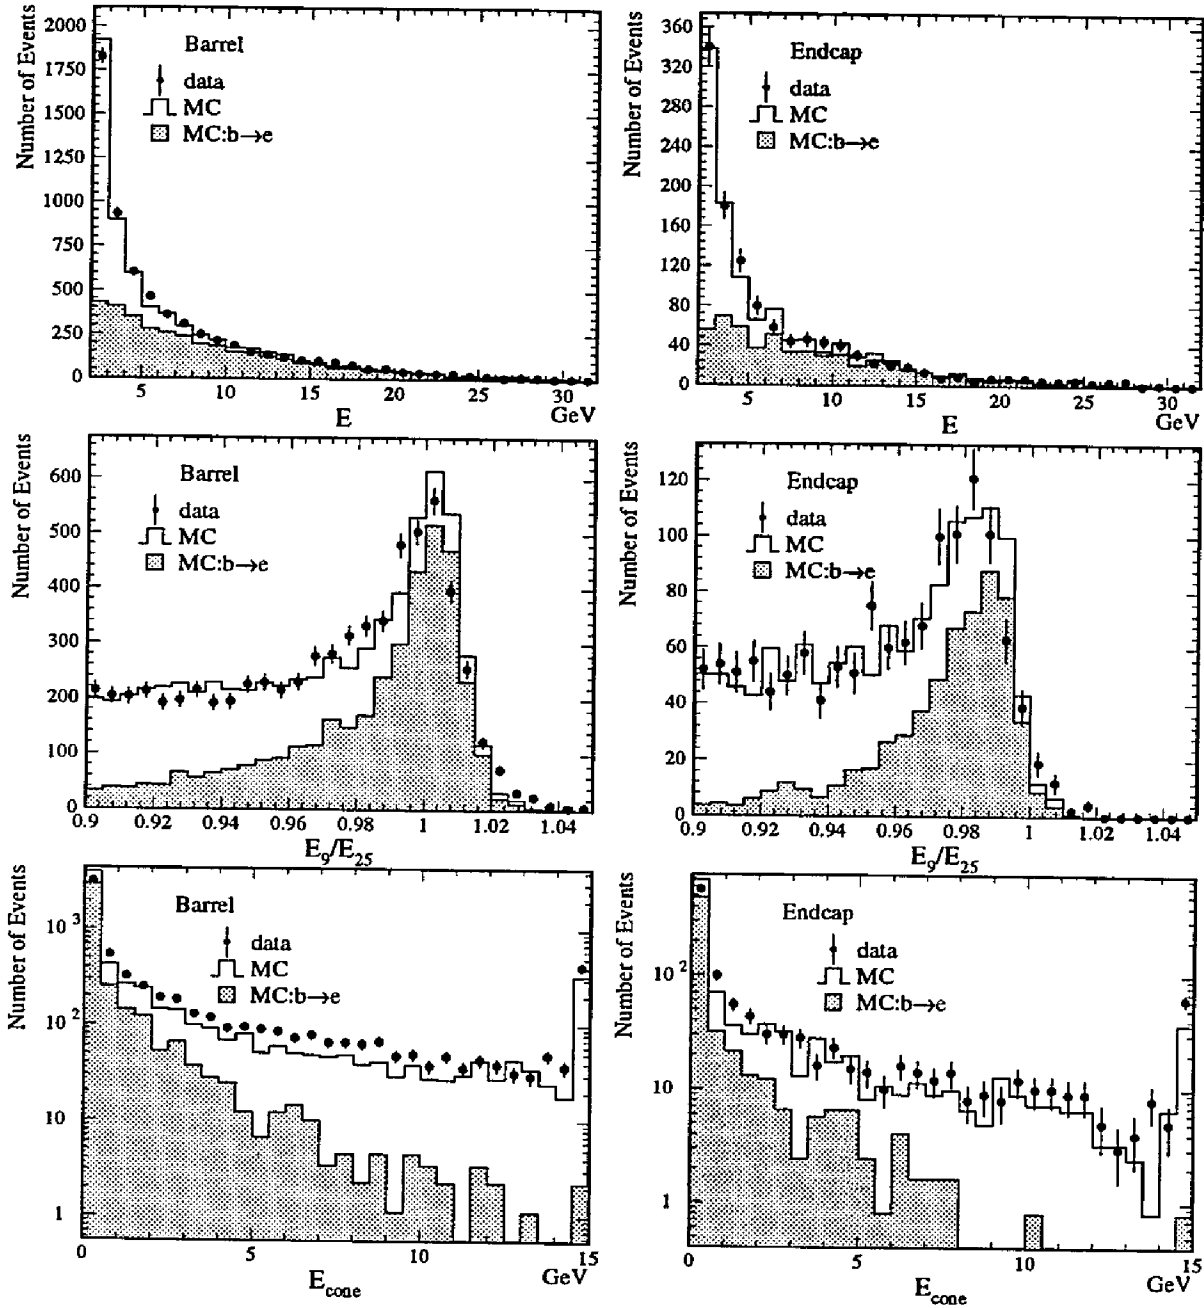 Number of Events
2000
1750
1500
1250
1000
750
500
250
0
Barrel
data
MC
MC:b→e
5
10
15
20
25
30
E
GeV
Number of Events
360
320
280
240
200
160
120
80
40
0
Endcap
data
MC
MC:b→e
5
10
15
20
25
30
E
GeV
Number of Events
600
500
400
300
200
100
0
Barrel
data
MC
MC:b→e
0.9
0.92
0.94
0.96
0.98
1
1.02
1.04
E9/E25
Number of Events
120
100
80
60
40
20
0
Endcap
data
MC
MC:b→e
0.9
0.92
0.94
0.96
0.98
1
1.02
1.04
E9/E25
Number of Events
10 3
10 2
10
1
Barrel
data
MC
MC:b→e
0
5
10
15
Econe
GeV
Number of Events
10 2
10
1
Endcap
data
MC
MC:b→e
0
5
10
15
Econe
GeV